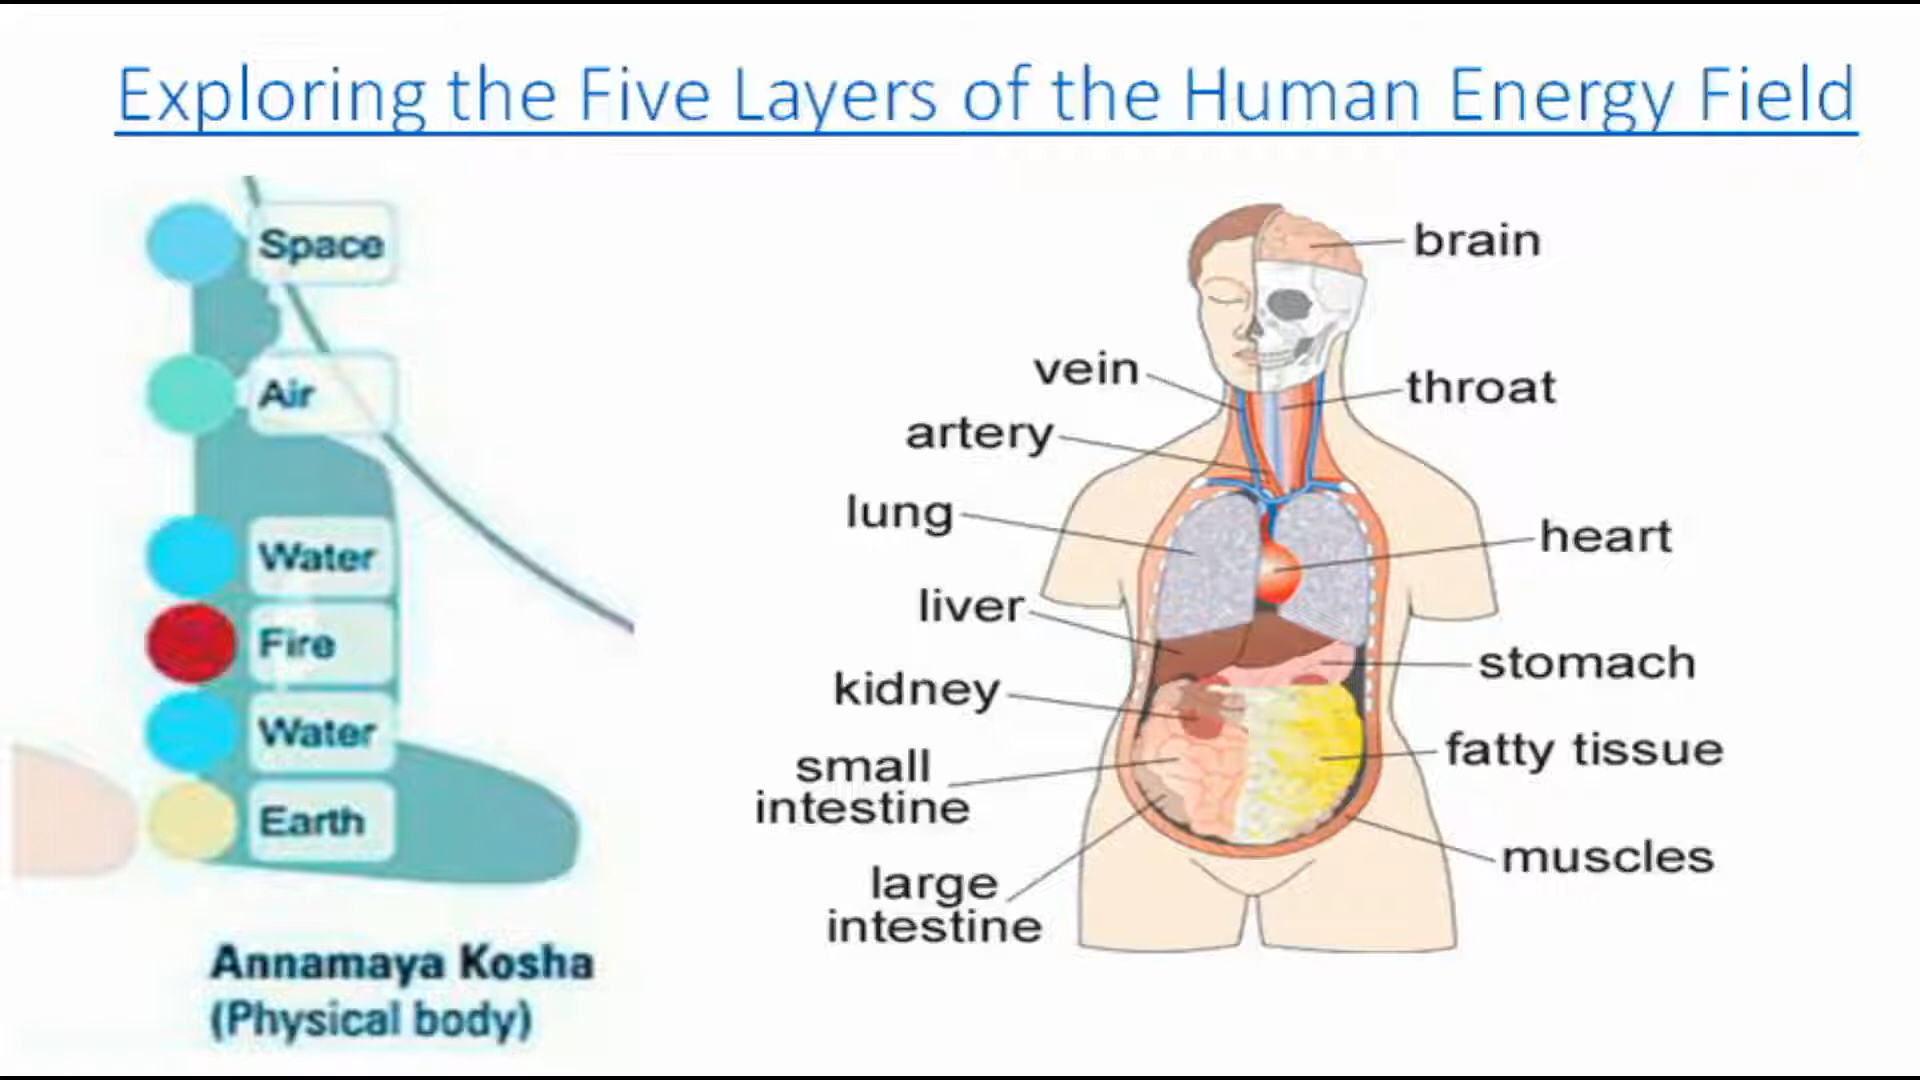 Exploring the Five Layers of the Human Energy Field
Space
Air
Water
Fire
Water
Earth
Annamaya Kosha
(Physical body)
brain
vein
throat
artery
lung
heart
liver
stomach
kidney
fatty tissue
small
intestine
muscles
large
intestine